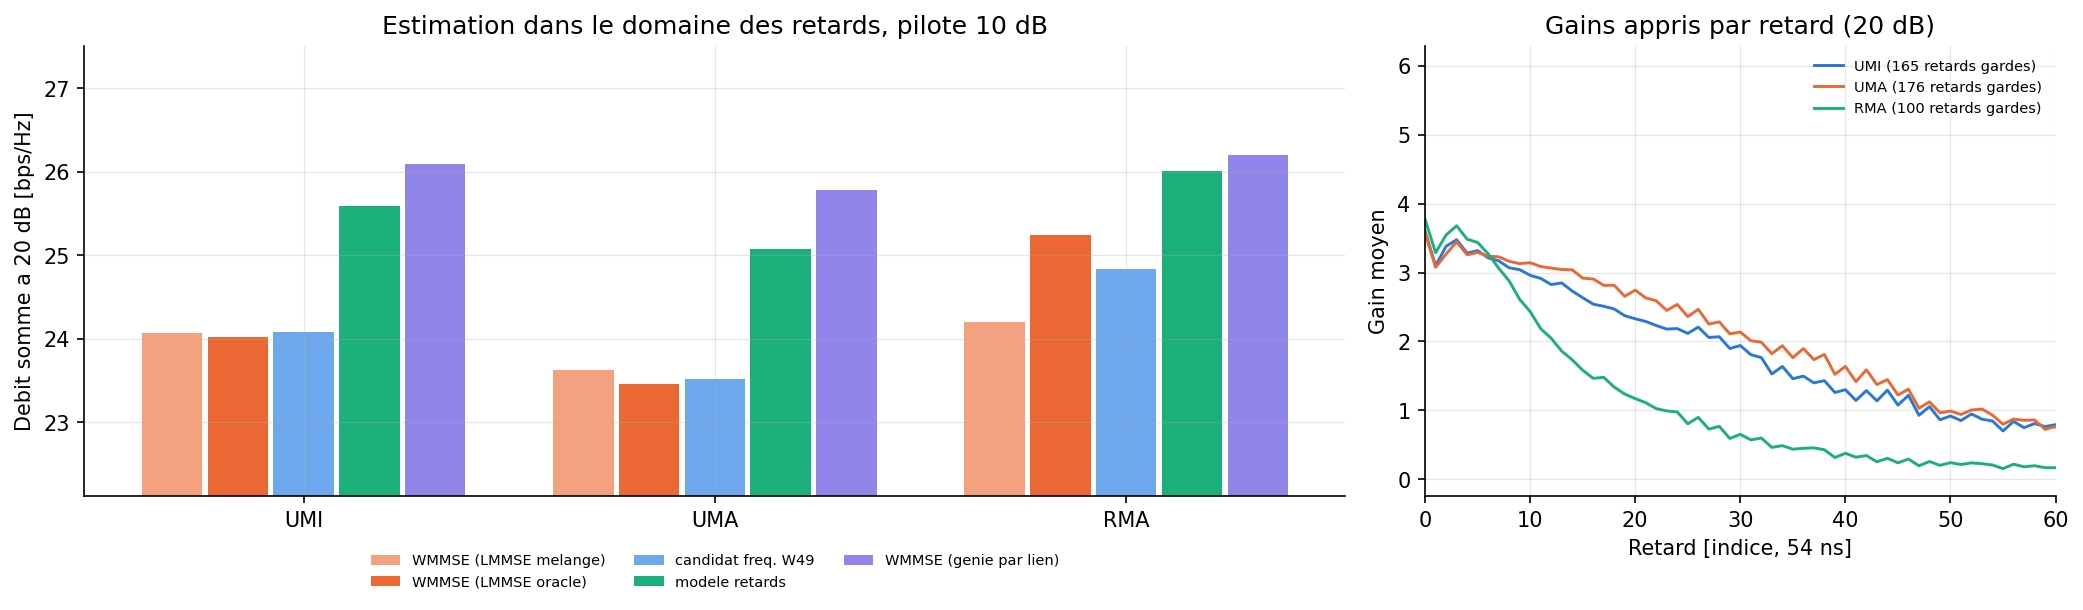 Estimation dans le domaine des retards, pilote 10 dB
Debit somme a 20 dB [bps/Hz]
27
26
25
24
23
UMI
UMA
RMA
WMMSE (LMMSE melange)
WMMSE (LMMSE oracle)
candidat freq. W49
modele retards
WMMSE (genie par lien)
Gains appris par retard (20 dB)
Gain moyen
6
5
4
3
2
1
0
UMI (165 retards gardes)
UMA (176 retards gardes)
RMA (100 retards gardes)
0
10
20
30
40
50
60
Retard [indice, 54 ns]